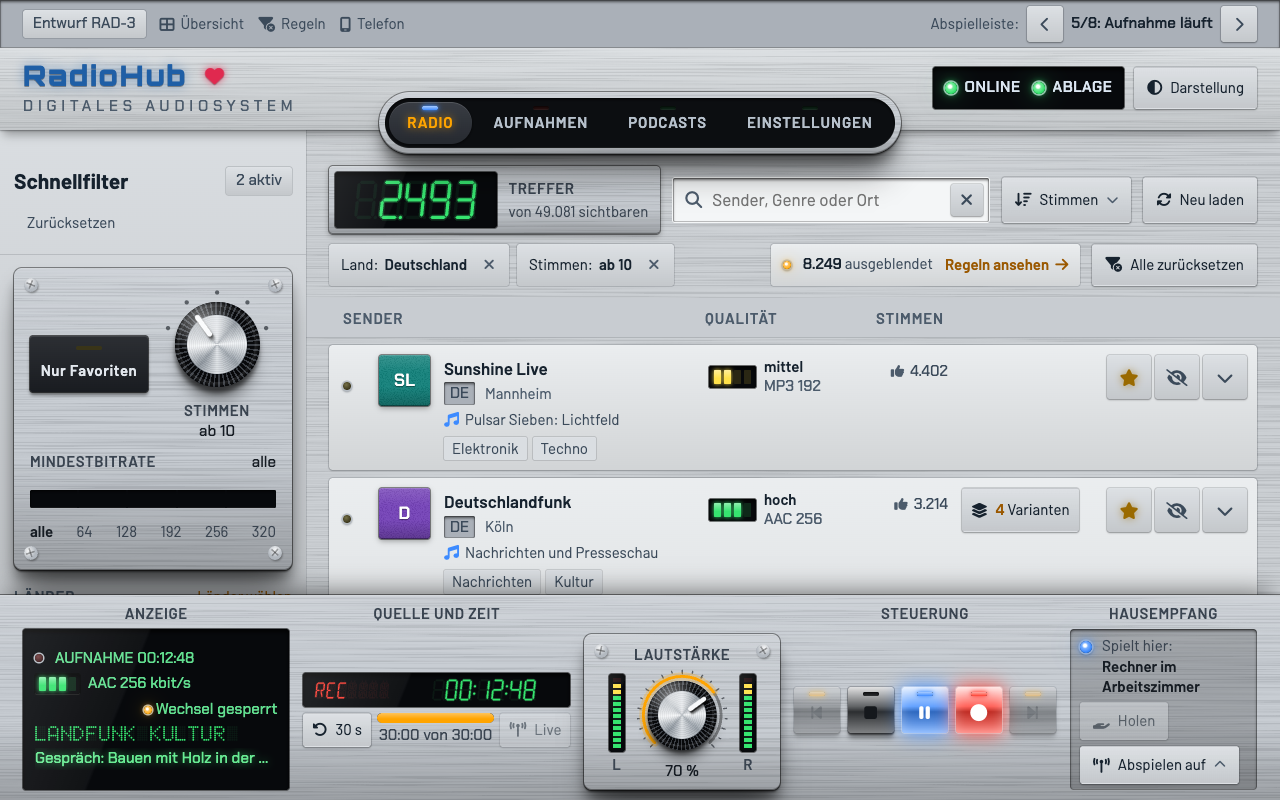 Entwurf RAD-3 Übersicht Regeln Telefon Abspielleiste: 5/8: Aufnahme läuft
RadioHub
DIGITALES AUDIOSYSTEM
ONLINE ABLAGE Darstellung
RADIO AUFNAHMEN PODCASTS EINSTELLUNGEN
Schnellfilter 2 aktiv
Zurücksetzen
2.493 TREFFER
von 49.081 sichtbaren
Sender, Genre oder Ort Stimmen Neu laden
Land: Deutschland Stimmen: ab 10 8.249 ausgeblendet Regeln ansehen Alle zurücksetzen
Nur Favoriten
STIMMEN
ab 10
MINDESTBITRATE alle
alle 64 128 192 256 320
SENDER QUALITÄT STIMMEN
SL Sunshine Live mittel 4.402
DE Mannheim MP3 192
Pulsar Sieben: Lichtfeld
Elektronik Techno
D Deutschlandfunk hoch 3.214 4 Varianten
DE Köln AAC 256
Nachrichten und Presseschau
Nachrichten Kultur
ANZEIGE QUELLE UND ZEIT STEUERUNG HAUSEMPFANG
AUFNAHME 00:12:48
AAC 256 kbit/s
Wechsel gesperrt
LANDFUNK KULTUR
Gespräch: Bauen mit Holz in der ...
REC 00:12:48
30 s 30:00 von 30:00 Live
LAUTSTÄRKE
L R
70 %
Spielt hier:
Rechner im
Arbeitszimmer
Holen
Abspielen auf